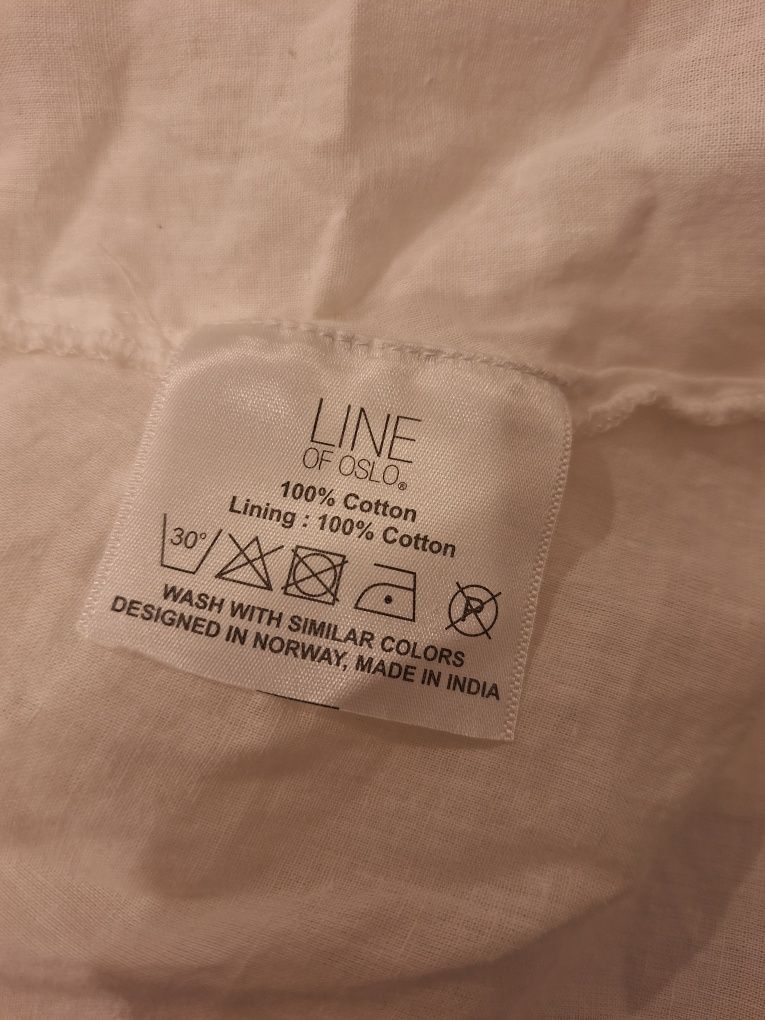 LINE
OF OSLO®
100% Cotton
Lining : 100% Cotton
30° P
WASH WITH SIMILAR COLORS
DESIGNED IN NORWAY, MADE IN INDIA